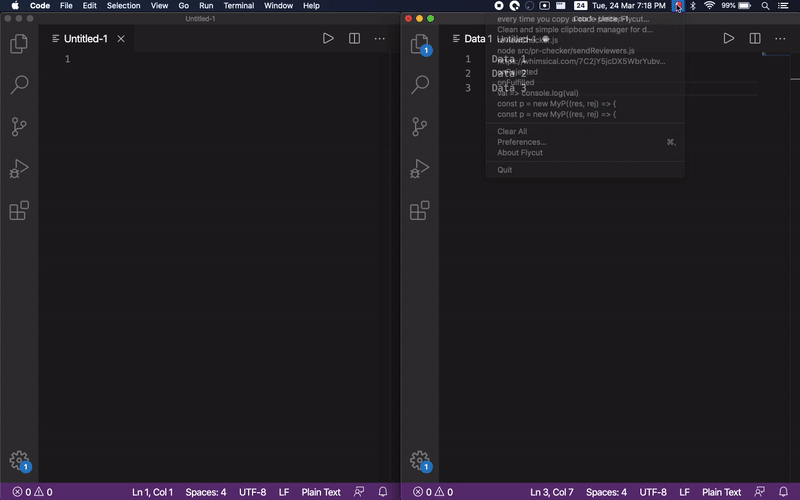 Code File Edit Selection View Go Run Terminal Window Help
24 Tue, 24 Mar 7:18 PM 99%
Untitled-1
Untitled-1
1
Ln 1, Col 1 Spaces: 4 UTF-8 LF Plain Text
0 0
1
1
Data 1 Untitled-1
1 Data 1
2 Data 2
3 Data 3
every time you copy a code piece, Flycut...
Clean and simple clipboard manager for d...
node src/pr-checker/sendReviewers.js
https://whimsical.com/7C2jY5jcDX5WbrYubv...
onRejected
onFulfilled
val => console.log(val)
const p = new MyP((res, rej) => {
const p = new MyP((res, rej) => {
Clear All
Preferences... ⌘,
About Flycut
Quit
1
0 0
Ln 3, Col 7 Spaces: 4 UTF-8 LF Plain Text